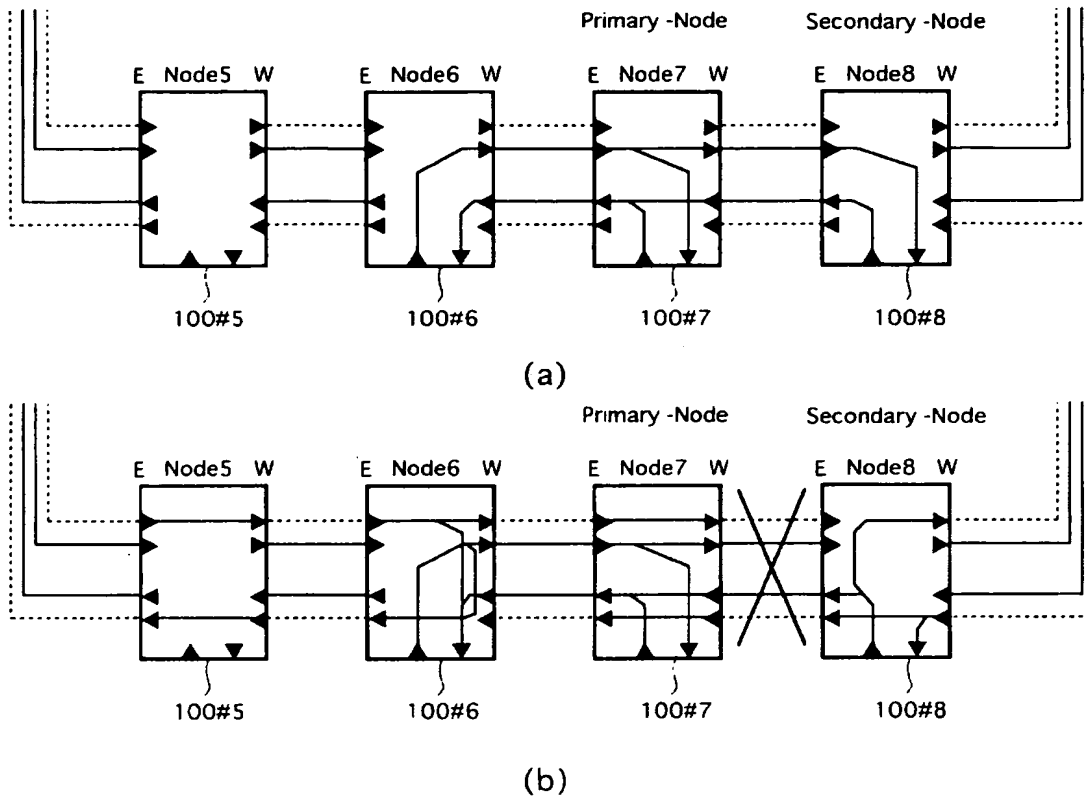 Primary -Node Secondary -Node
E Node5 W E Node6 W E Node7 W E Node8 W
100#5 100#6 100#7 100#8
(a)
Primary -Node Secondary -Node
E Node5 W E Node6 W E Node7 W E Node8 W
100#5 100#6 100#7 100#8
(b)